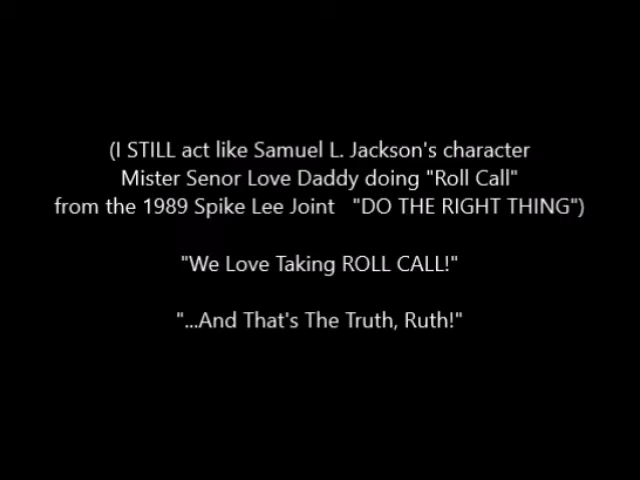 (I STILL act like Samuel L. Jackson's character
Mister Senor Love Daddy doing "Roll Call"
from the 1989 Spike Lee Joint   "DO THE RIGHT THING")
"We Love Taking ROLL CALL!"
"...And That's The Truth, Ruth!"